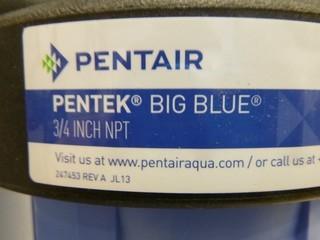 PENTAIR
PENTEK® BIG BLUE®
3/4 INCH NPT
Visit us at www.pentairaqua.com / or call us at +
247453 REV A JL13